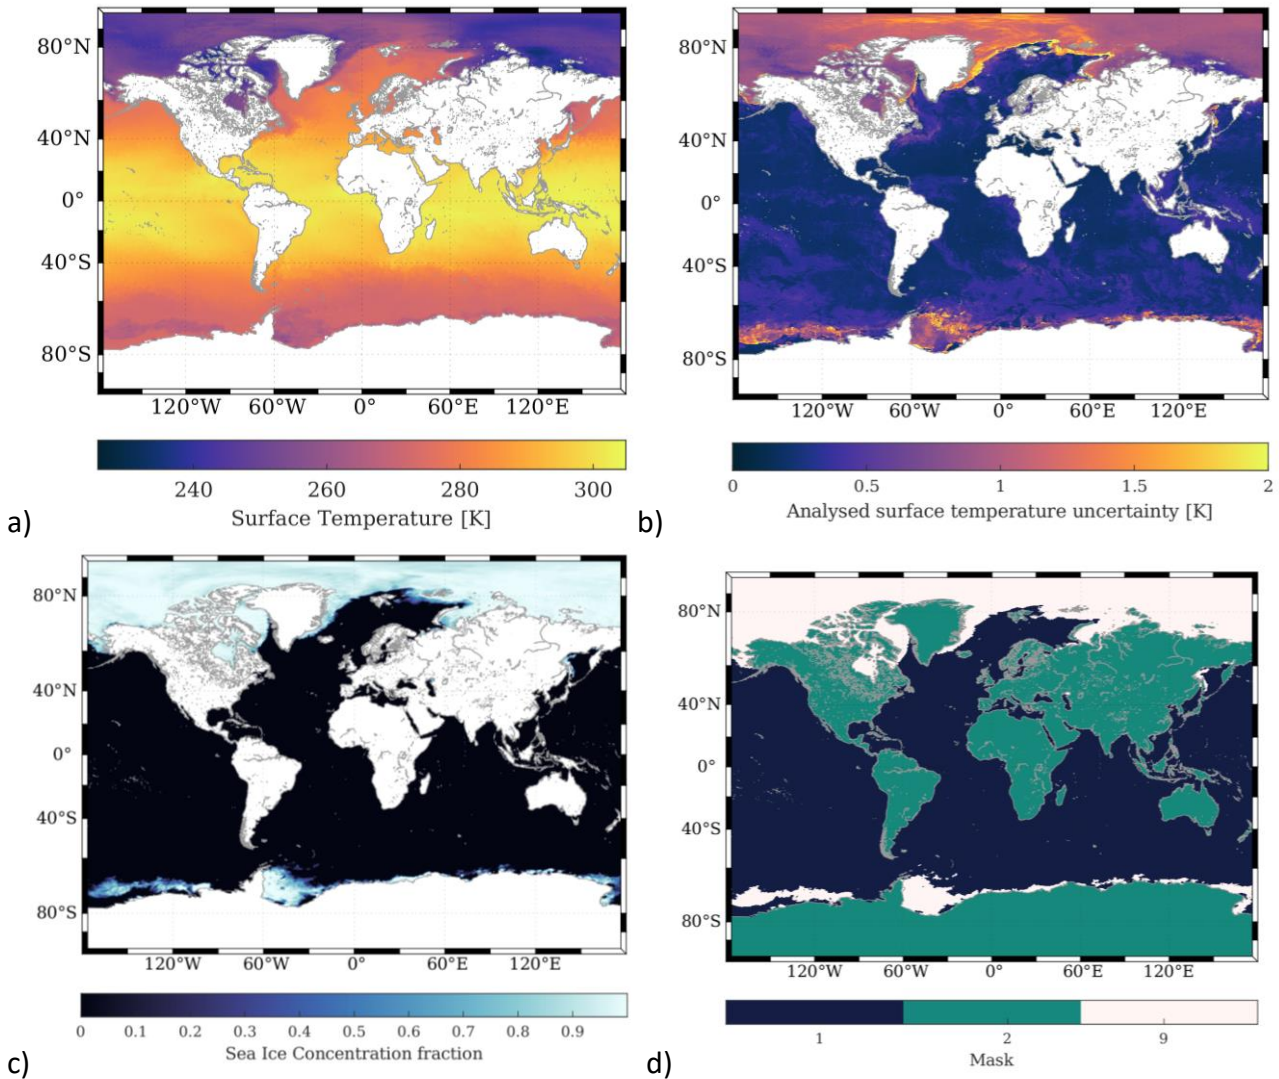 80°N
40°N
0°
40°S
80°S
120°W 60°W 0° 60°E 120°E
240 260 280 300
Surface Temperature [K]
a)
80°N
40°N
0°
40°S
80°S
120°W 60°W 0° 60°E 120°E
0 0.5 1 1.5 2
Analysed surface temperature uncertainty [K]
b)
80°N
40°N
0°
40°S
80°S
120°W 60°W 0° 60°E 120°E
0 0.1 0.2 0.3 0.4 0.5 0.6 0.7 0.8 0.9
Sea Ice Concentration fraction
c)
80°N
40°N
0°
40°S
80°S
120°W 60°W 0° 60°E 120°E
1 2 9
Mask
d)